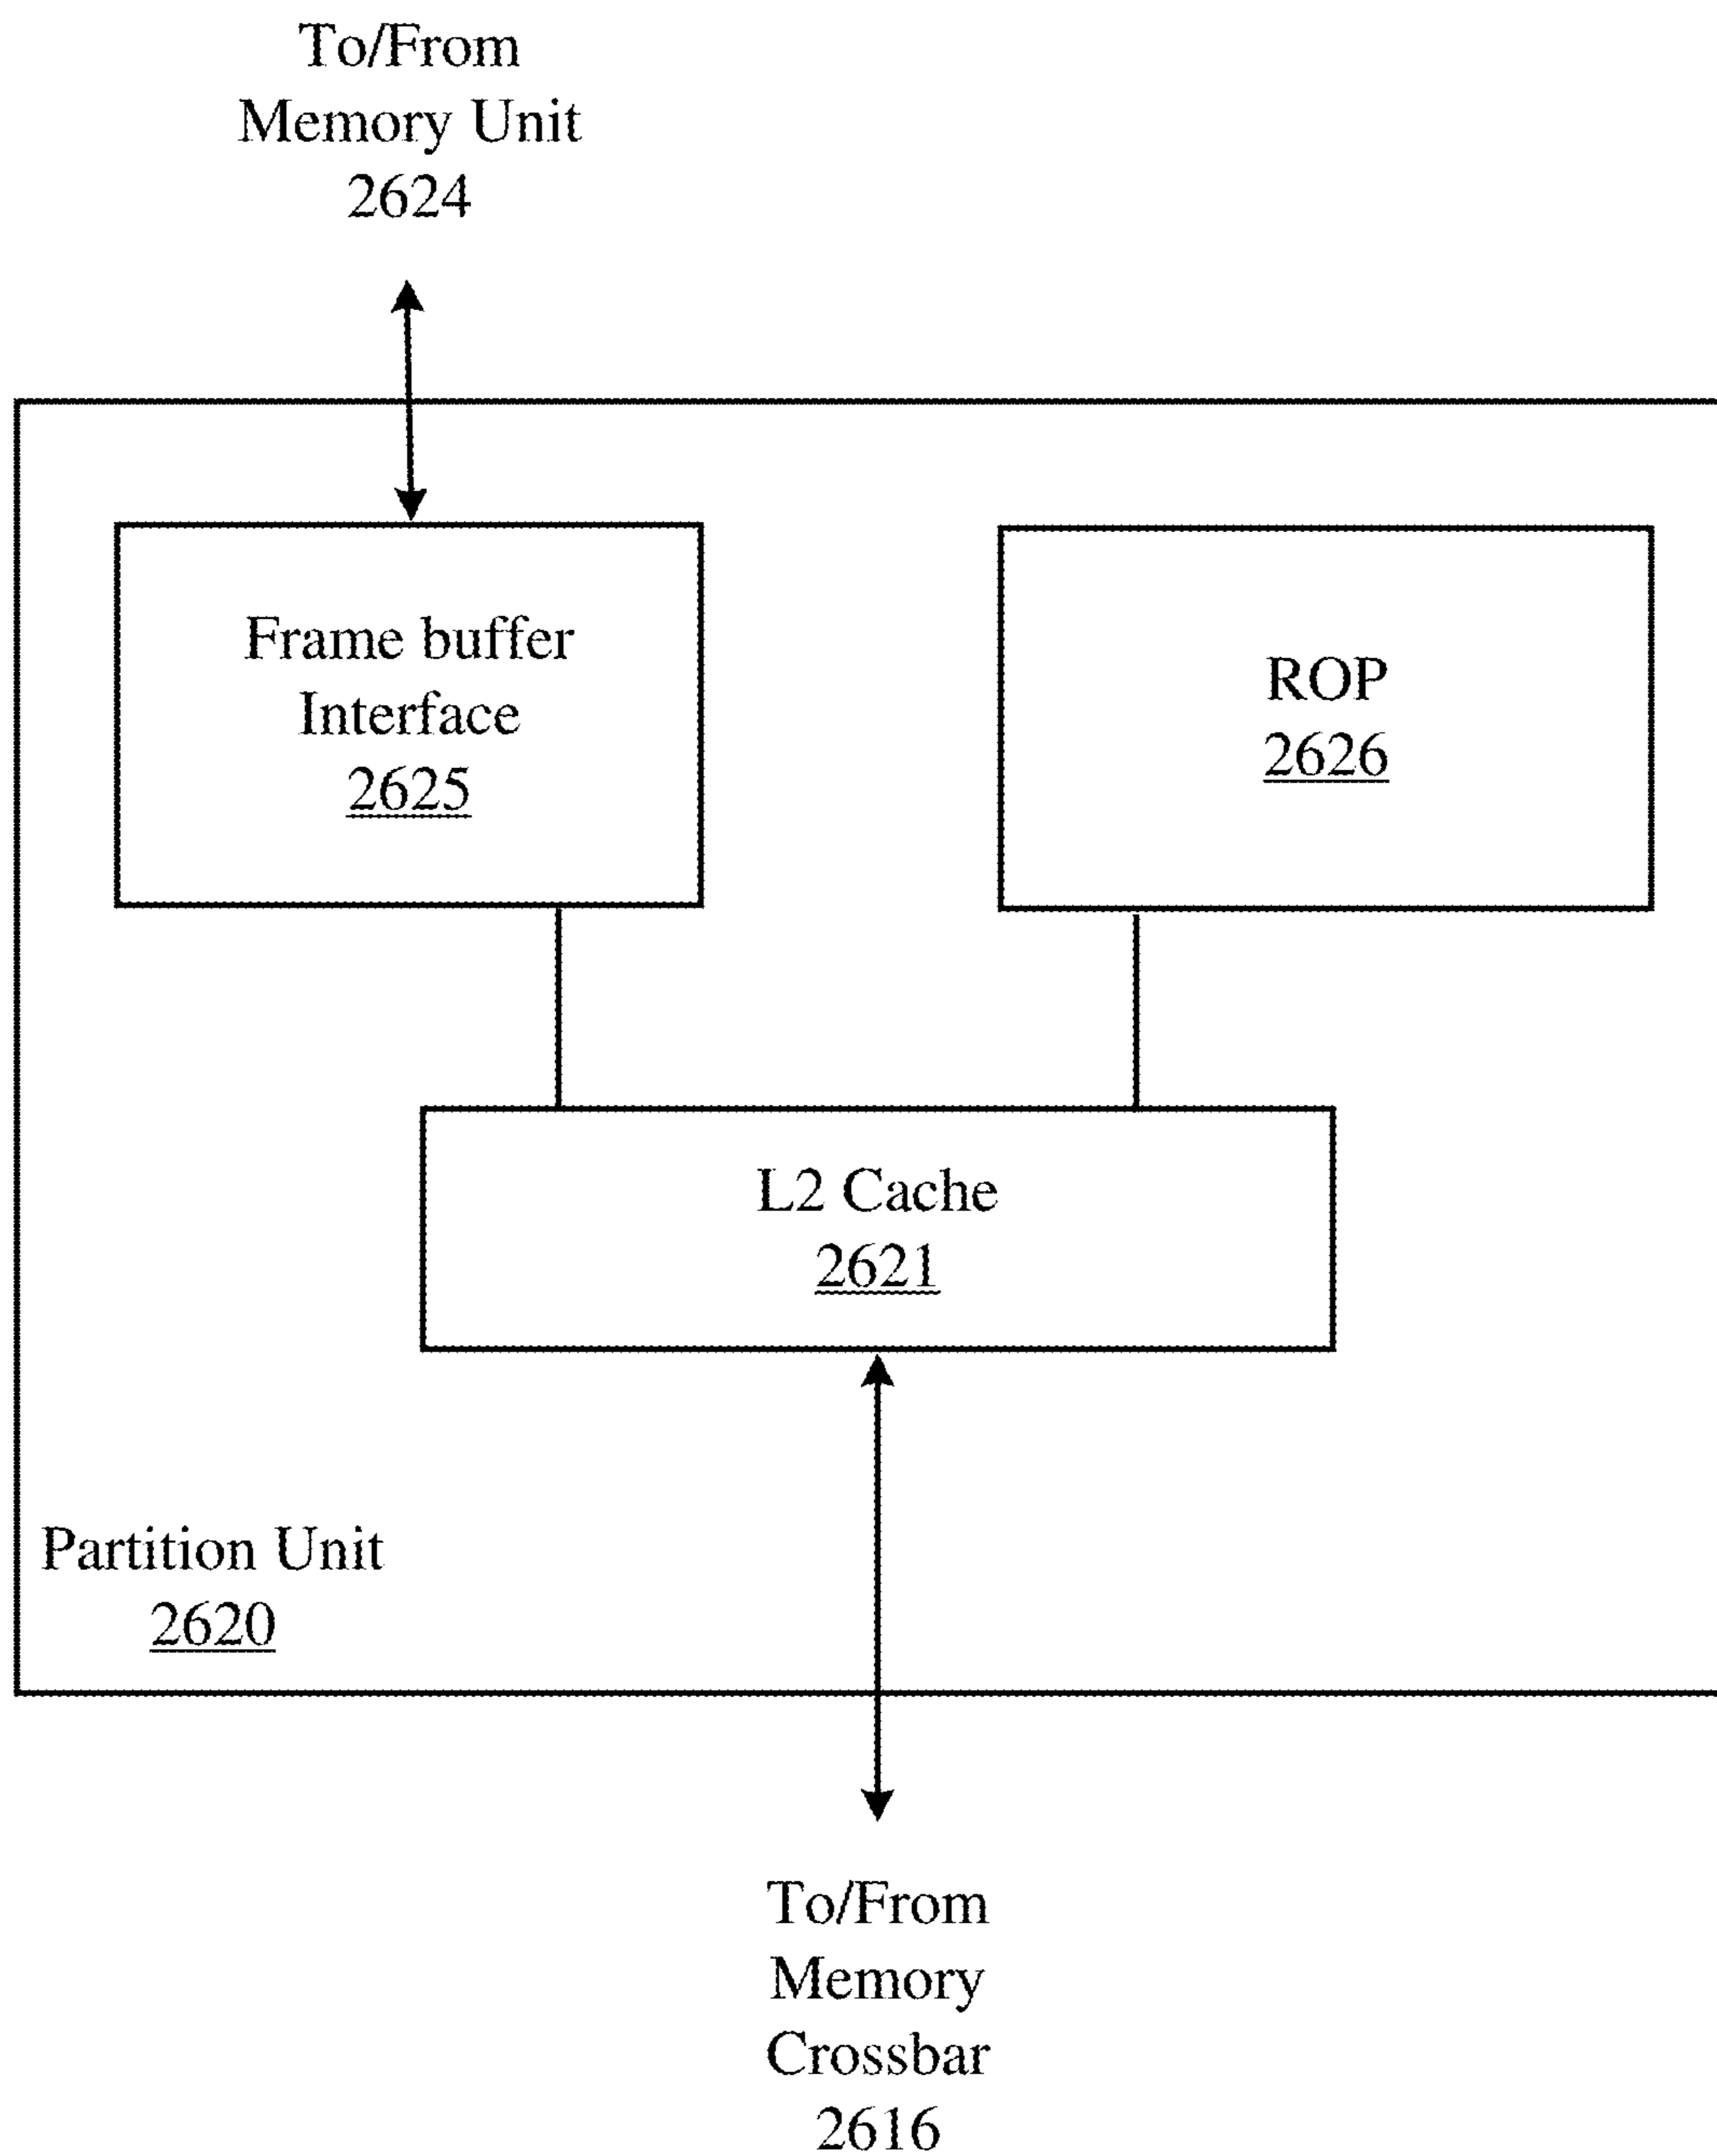 To/From
Memory Unit
2624
Frame buffer
Interface
2625
ROP
2626
L2 Cache
2621
Partition Unit
2620
To/From
Memory
Crossbar
2616